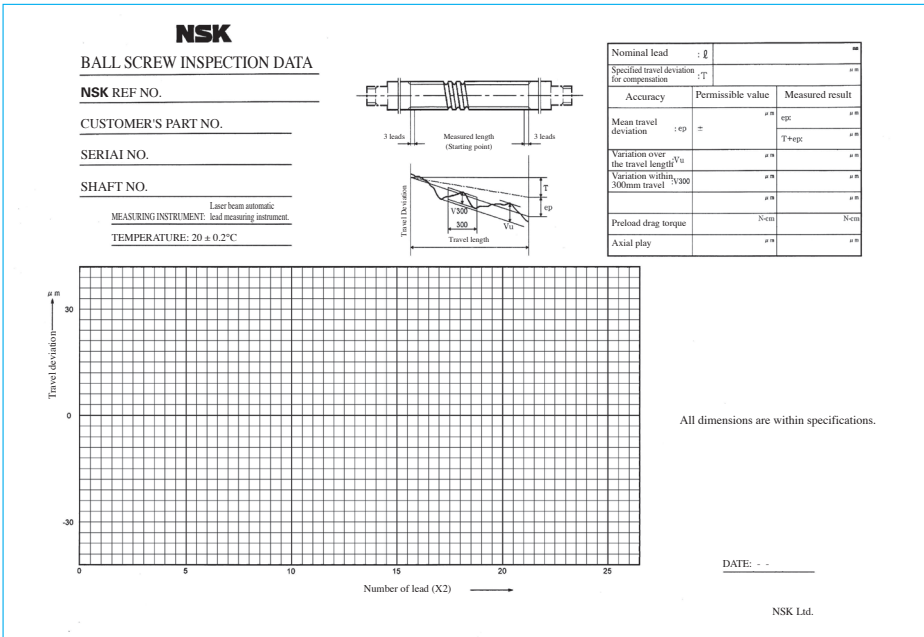 NSK
BALL SCREW INSPECTION DATA
NSK REF NO.
CUSTOMER'S PART NO.
SERIAI NO.
SHAFT NO.
Laser beam automatic
MEASURING INSTRUMENT: lead measuring instrument.
TEMPERATURE: 20 ± 0.2°C
3 leads
Measured length
(Starting point)
3 leads
Travel Deviation
T
ep
V300
300
Vu
Travel length
Nominal lead : ℓ mm
Specified travel deviation
for compensation : T μm
Accuracy Permissible value Measured result
Mean travel
deviation : ep ± μm
ep: μm
T+ep: μm
Variation over
the travel length :Vu μm μm
Variation within
300mm travel :V300 μm μm
μm μm
Preload drag torque N-cm N-cm
Axial play μm μm
μm
Travel deviation
30
0
-30
0 5 10 15 20 25
Number of lead (X2)
All dimensions are within specifications.
DATE: - -
NSK Ltd.